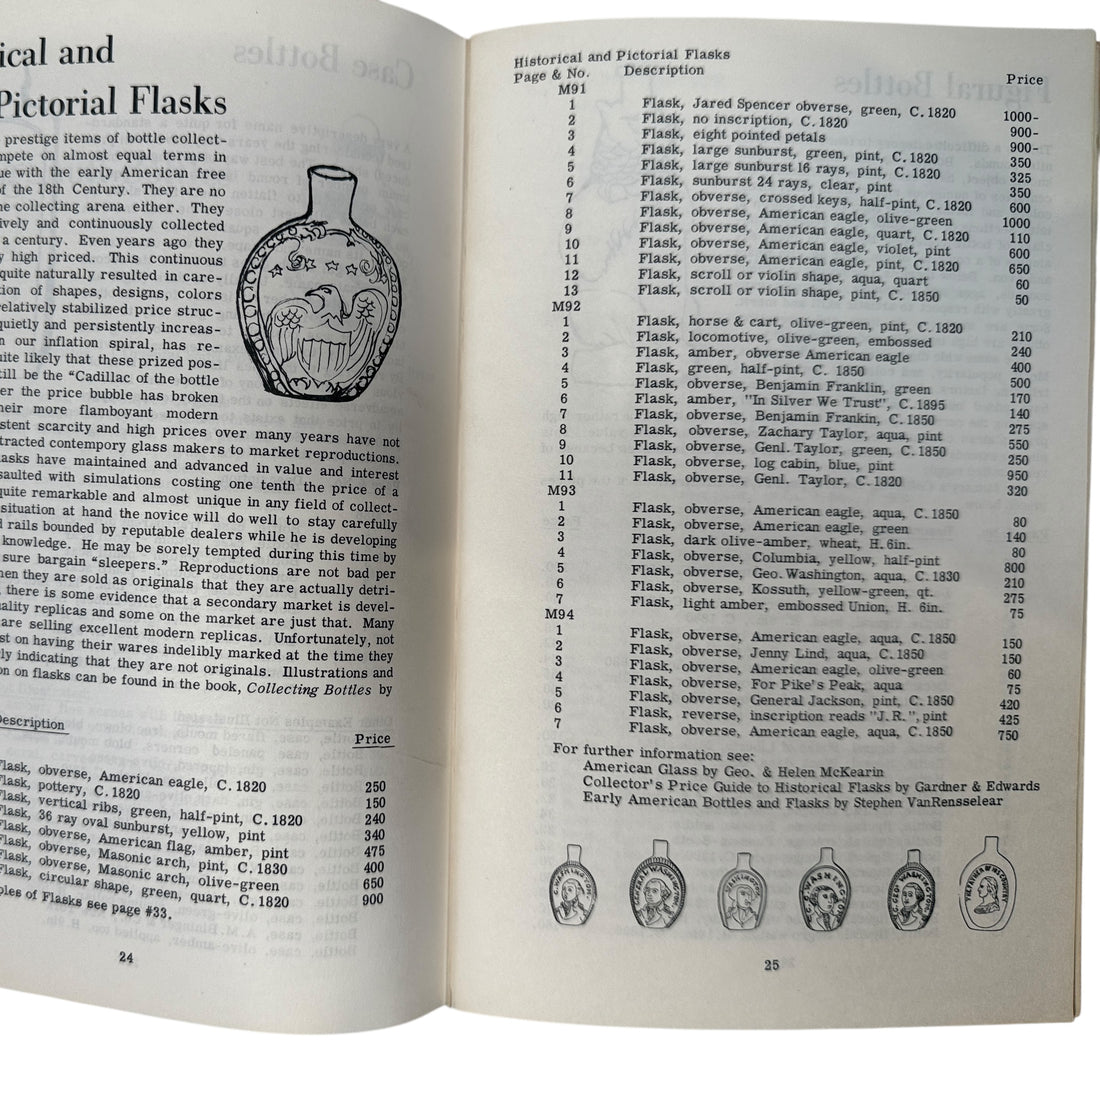 ical and
Pictorial Flasks
prestige items of bottle collect-
mpete on almost equal terms in
ue with the early American free
of the 18th Century. They are no
he collecting arena either. They
ively and continuously collected
a century. Even years ago they
y high priced. This continuous
quite naturally resulted in care-
tion of shapes, designs, colors
relatively stabilized price struc-
quietly and persistently increas-
n our inflation spiral, has re-
uite likely that these prized pos-
till be the "Cadillac of the bottle
er the price bubble has broken
heir more flamboyant modern
stent scarcity and high prices over many years have not
tracted contempory glass makers to market reproductions.
asks have maintained and advanced in value and interest
saulted with simulations costing one tenth the price of a
quite remarkable and almost unique in any field of collect-
situation at hand the novice will do well to stay carefully
d rails bounded by reputable dealers while he is developing
knowledge. He may be sorely tempted during this time by
sure bargain "sleepers." Reproductions are not bad per
hen they are sold as originals that they are actually detri-
, there is some evidence that a secondary market is devel-
ality replicas and some on the market are just that. Many
are selling excellent modern replicas. Unfortunately, not
st on having their wares indelibly marked at the time they
ly indicating that they are not originals. Illustrations and
on on flasks can be found in the book, Collecting Bottles by
Description Price
Flask, obverse, American eagle, C. 1820 250
Flask, pottery, C. 1820 150
Flask, vertical ribs, green, half-pint, C. 1820 240
Flask, 36 ray oval sunburst, yellow, pint 340
Flask, obverse, American flag, amber, pint 475
Flask, obverse, Masonic arch, pint, C. 1830 400
Flask, obverse, Masonic arch, olive-green 650
Flask, circular shape, green, quart, C. 1820 900
ples of Flasks see page #33.
24
Historical and Pictorial Flasks
Page & No. Description Price
M91
1 Flask, Jared Spencer obverse, green, C. 1820 1000-
2 Flask, no inscription, C. 1820 900-
3 Flask, eight pointed petals 900-
4 Flask, large sunburst, green, pint, C. 1820 350
5 Flask, large sunburst 16 rays, pint, C. 1820 325
6 Flask, sunburst 24 rays, clear, pint 350
7 Flask, obverse, crossed keys, half-pint, C. 1820 600
8 Flask, obverse, American eagle, olive-green 1000
9 Flask, obverse, American eagle, quart, C. 1820 110
10 Flask, obverse, American eagle, violet, pint 600
11 Flask, obverse, American eagle, pint, C. 1820 650
12 Flask, scroll or violin shape, aqua, quart 60
13 Flask, scroll or violin shape, pint, C. 1850 50
M92
1 Flask, horse & cart, olive-green, pint, C. 1820 210
2 Flask, locomotive, olive-green, embossed 240
3 Flask, amber, obverse American eagle 400
4 Flask, green, half-pint, C. 1850 500
5 Flask, obverse, Benjamin Franklin, green 170
6 Flask, amber, "In Silver We Trust", C. 1895 140
7 Flask, obverse, Benjamin Frankin, C. 1850 275
8 Flask, obverse, Zachary Taylor, aqua, pint 550
9 Flask, obverse, Genl. Taylor, green, C. 1850 250
10 Flask, obverse, log cabin, blue, pint 950
11 Flask, obverse, Genl. Taylor, C. 1820 320
M93
1 Flask, obverse, American eagle, aqua, C. 1850 80
2 Flask, obverse, American eagle, green 140
3 Flask, dark olive-amber, wheat, H. 6in. 80
4 Flask, obverse, Columbia, yellow, half-pint 800
5 Flask, obverse, Geo. Washington, aqua, C. 1830 210
6 Flask, obverse, Kossuth, yellow-green, qt. 275
7 Flask, light amber, embossed Union, H. 6in. 75
M94
1 Flask, obverse, American eagle, aqua, C. 1850 150
2 Flask, obverse, Jenny Lind, aqua, C. 1850 150
3 Flask, obverse, American eagle, olive-green 60
4 Flask, obverse, For Pike's Peak, aqua 75
5 Flask, obverse, General Jackson, pint, C. 1850 420
6 Flask, reverse, inscription reads "J. R.", pint 425
7 Flask, obverse, American eagle, aqua, C. 1850 750
For further information see:
American Glass by Geo. & Helen McKearin
Collector's Price Guide to Historical Flasks by Gardner & Edwards
Early American Bottles and Flasks by Stephen VanRensselear
G. WASHINGTON.
GENERAL WASHINGTON
WASHINGTON
G. G. WASHINGTON
G. GEO. WASHINGTON
THE FATHER OF HIS COUNTRY
25